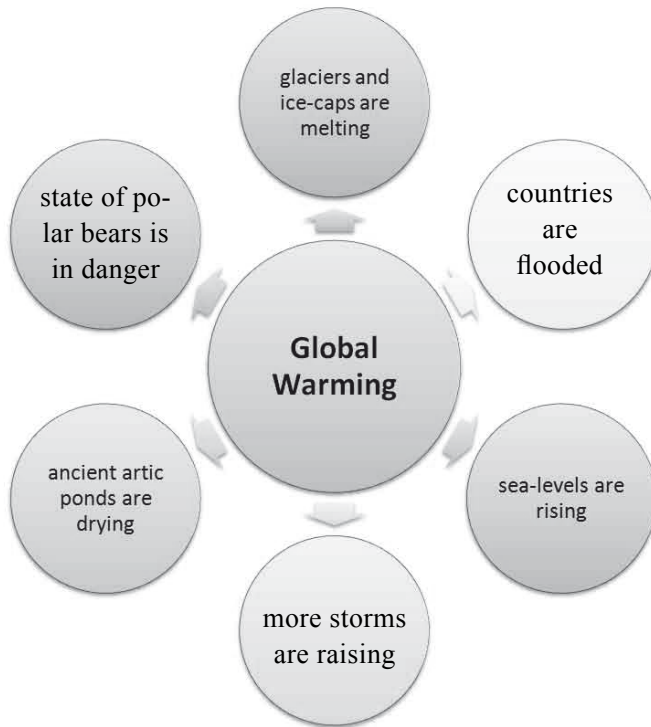 glaciers and
ice-caps are
melting
state of po-
lar bears is
in danger
countries
are
flooded
Global
Warming
ancient artic
ponds are
drying
sea-levels are
rising
more storms
are raising